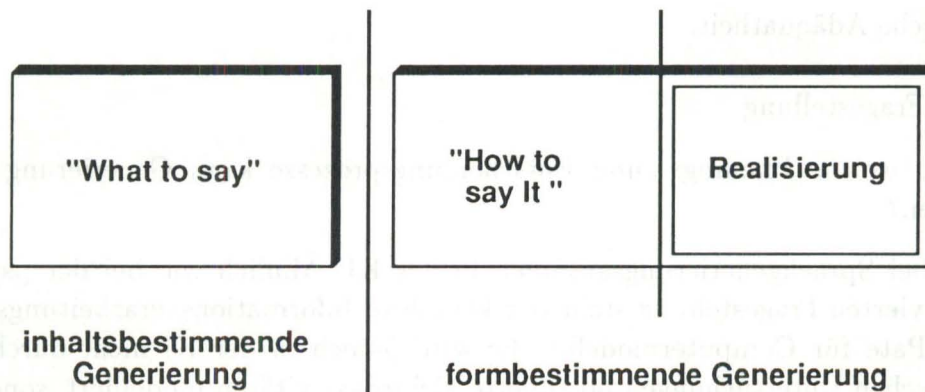 "What to say"
"How to
say It "
Realisierung
inhaltsbestimmende
Generierung
formbestimmende Generierung